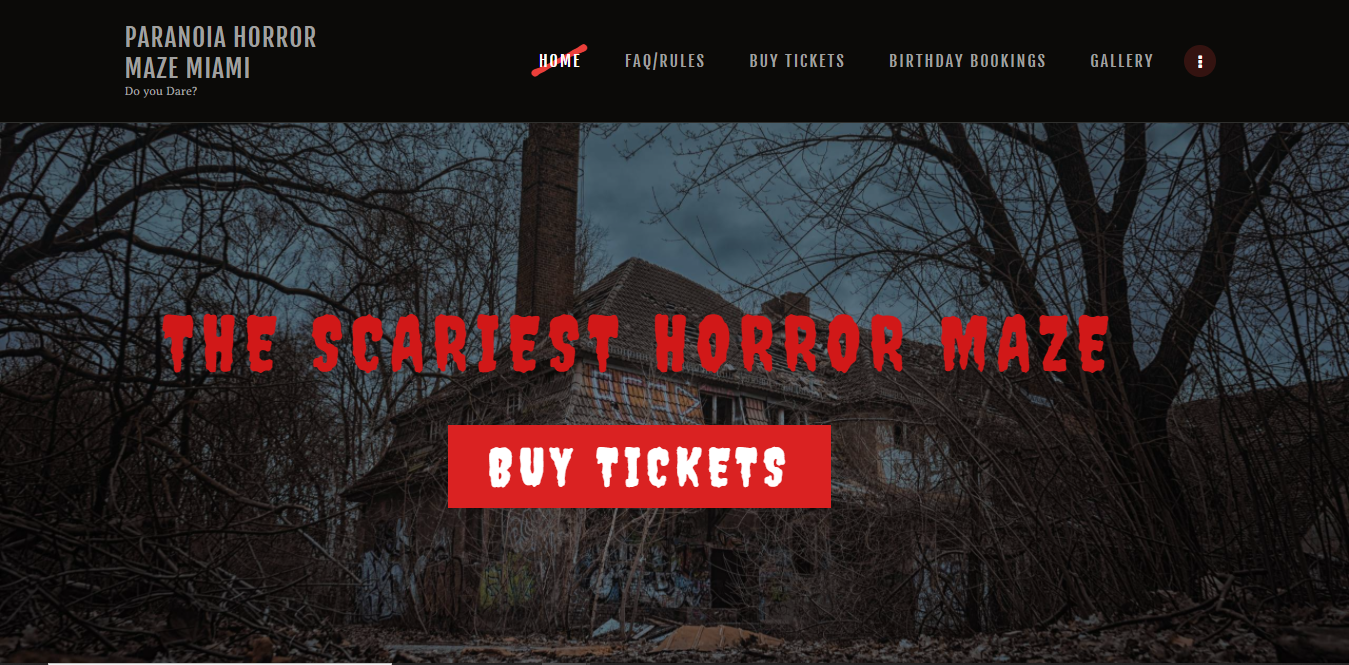 PARANOIA HORROR
MAZE MIAMI
Do you Dare?
HOME
FAQ/RULES
BUY TICKETS
BIRTHDAY BOOKINGS
GALLERY
THE SCARIEST HORROR MAZE
BUY TICKETS